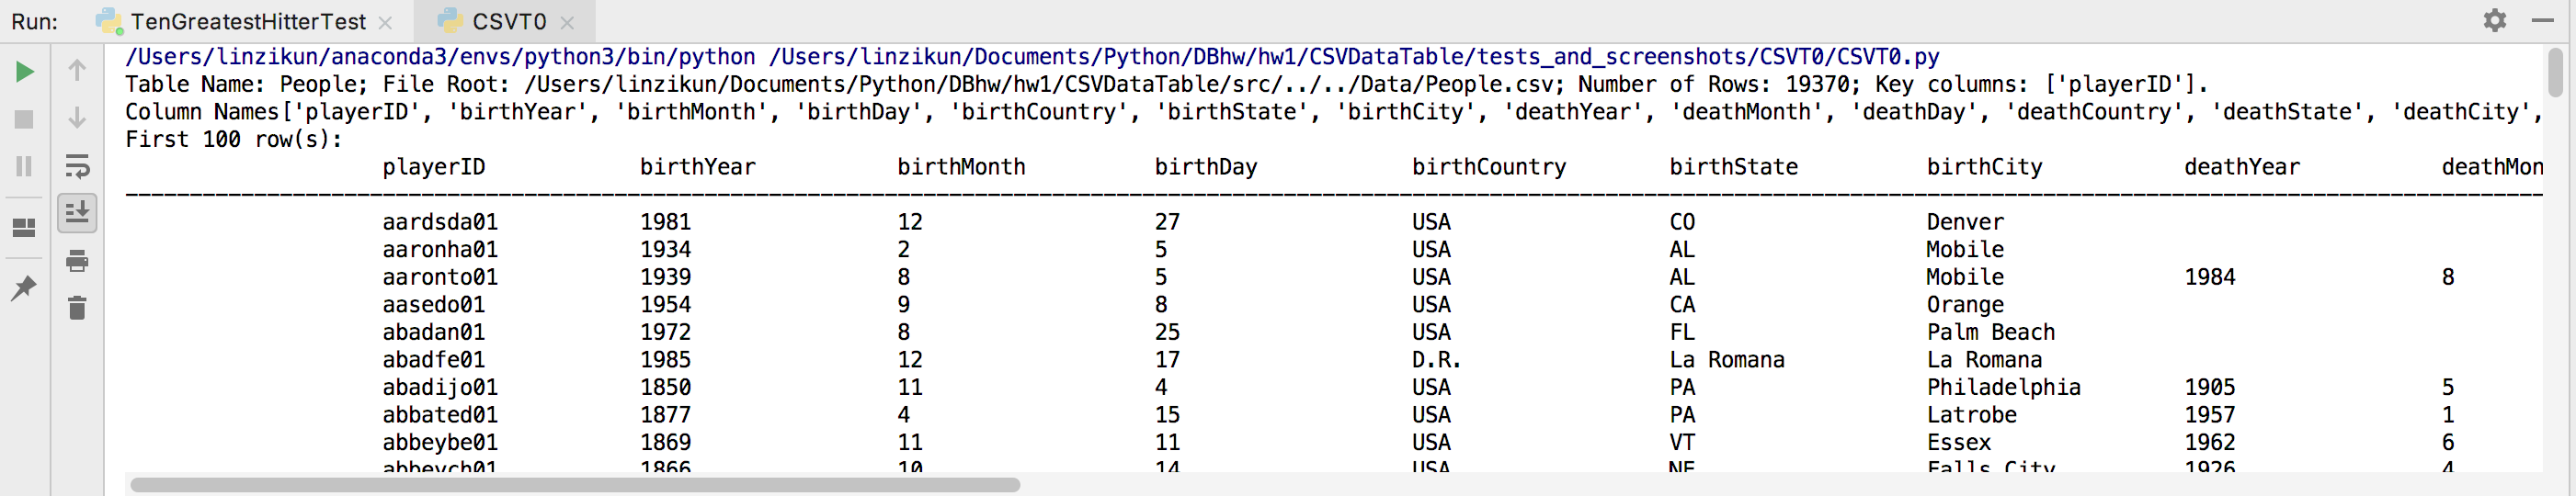 Run: TenGreatestHitterTest CSVT0
/Users/linzikun/anaconda3/envs/python3/bin/python /Users/linzikun/Documents/Python/DBhw/hw1/CSVDataTable/tests_and_screenshots/CSVT0/CSVT0.py
Table Name: People; File Root: /Users/linzikun/Documents/Python/DBhw/hw1/CSVDataTable/src/../../Data/People.csv; Number of Rows: 19370; Key columns: ['playerID'].
Column Names['playerID', 'birthYear', 'birthMonth', 'birthDay', 'birthCountry', 'birthState', 'birthCity', 'deathYear', 'deathMonth', 'deathDay', 'deathCountry', 'deathState', 'deathCity',
First 100 row(s):
playerID birthYear birthMonth birthDay birthCountry birthState birthCity deathYear deathMon
aardsda01 1981 12 27 USA CO Denver
aaronha01 1934 2 5 USA AL Mobile
aaronto01 1939 8 5 USA AL Mobile 1984 8
aasedo01 1954 9 8 USA CA Orange
abadan01 1972 8 25 USA FL Palm Beach
abadfe01 1985 12 17 D.R. La Romana La Romana
abadijo01 1850 11 4 USA PA Philadelphia 1905 5
abbated01 1877 4 15 USA PA Latrobe 1957 1
abbeybe01 1869 11 11 USA VT Essex 1962 6
abbeych01 1866 10 14 USA NE Falls City 1926 4